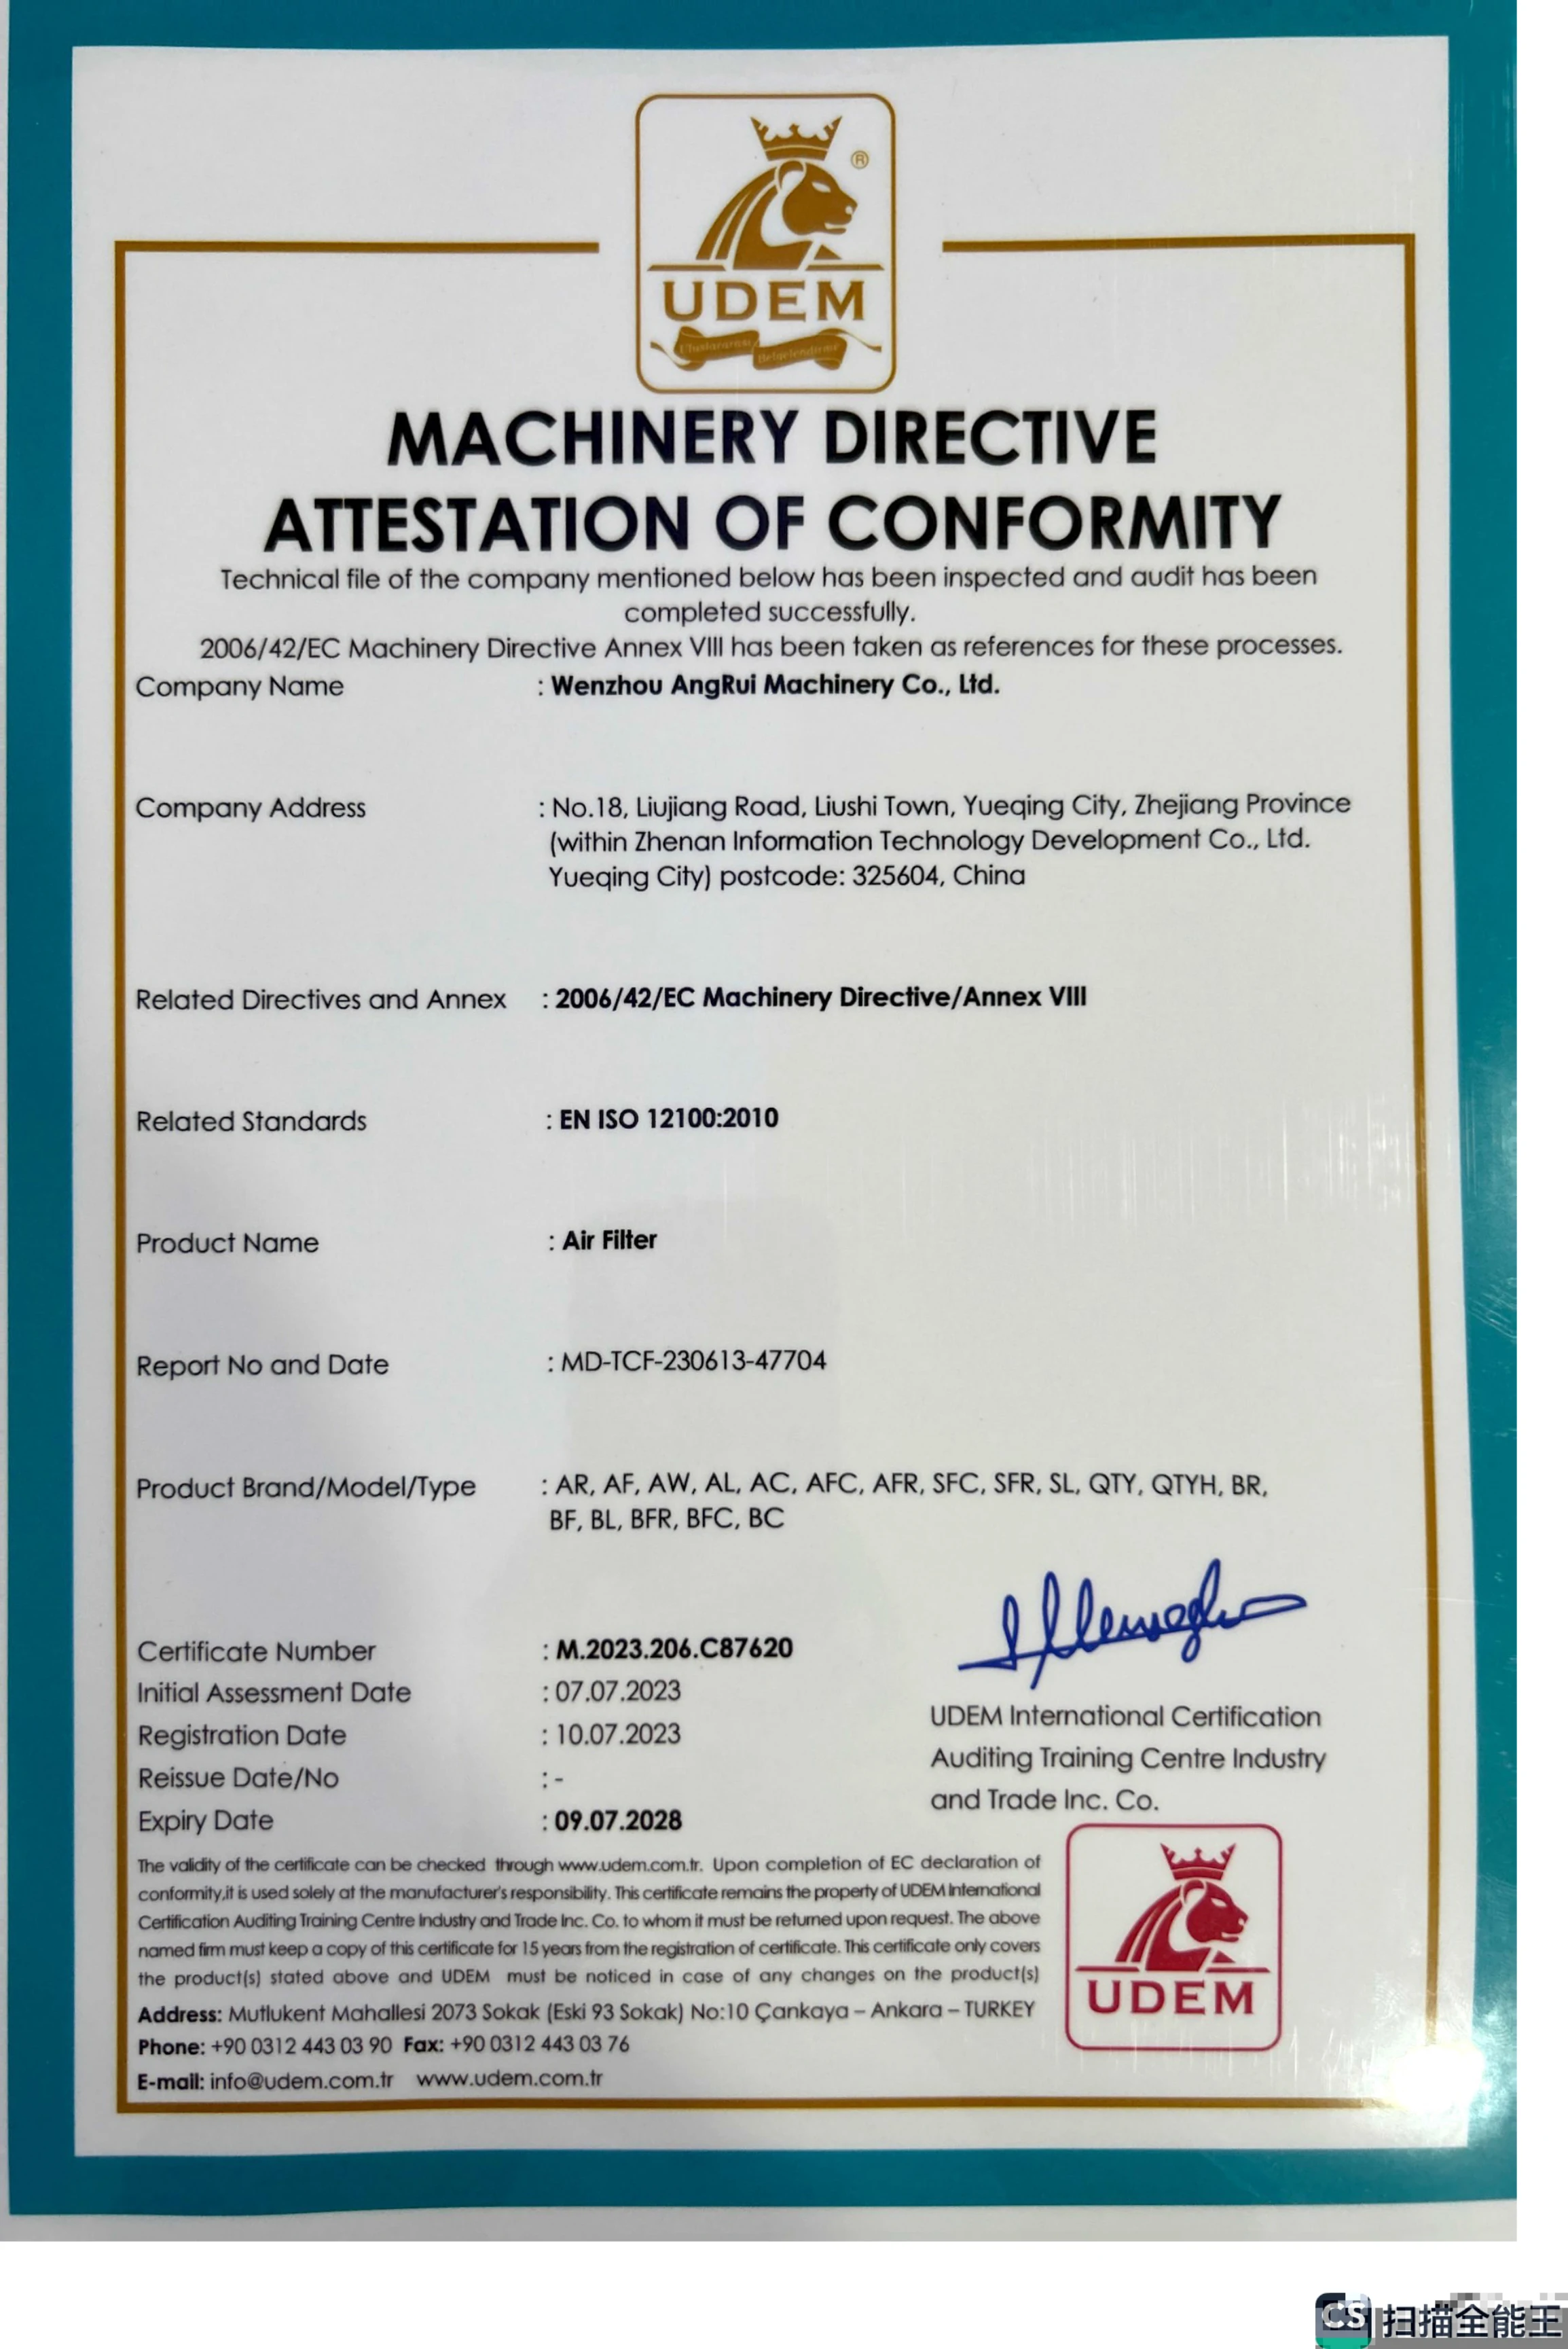 ®
UDEM
Uluslararası
Belgelendirme
MACHINERY DIRECTIVE
ATTESTATION OF CONFORMITY
Technical file of the company mentioned below has been inspected and audit has been
completed successfully.
2006/42/EC Machinery Directive Annex VIII has been taken as references for these processes.
Company Name : Wenzhou AngRui Machinery Co., Ltd.
Company Address : No.18, Liujiang Road, Liushi Town, Yueqing City, Zhejiang Province
(within Zhenan Information Technology Development Co., Ltd.
Yueqing City) postcode: 325604, China
Related Directives and Annex : 2006/42/EC Machinery Directive/Annex VIII
Related Standards : EN ISO 12100:2010
Product Name : Air Filter
Report No and Date : MD-TCF-230613-47704
Product Brand/Model/Type : AR, AF, AW, AL, AC, AFC, AFR, SFC, SFR, SL, QTY, QTYH, BR,
BF, BL, BFR, BFC, BC
Certificate Number : M.2023.206.C87620
Initial Assessment Date : 07.07.2023
Registration Date : 10.07.2023
Reissue Date/No : -
Expiry Date : 09.07.2028
UDEM International Certification
Auditing Training Centre Industry
and Trade Inc. Co.
The validity of the certificate can be checked through www.udem.com.tr. Upon completion of EC declaration of
conformity,it is used solely at the manufacturer's responsibility. This certificate remains the property of UDEM International
Certification Auditing Training Centre Industry and Trade Inc. Co. to whom it must be returned upon request. The above
named firm must keep a copy of this certificate for 15 years from the registration of certificate. This certificate only covers
the product(s) stated above and UDEM must be noticed in case of any changes on the product(s)
Address: Mutlukent Mahallesi 2073 Sokak (Eski 93 Sokak) No:10 Çankaya – Ankara – TURKEY
Phone: +90 0312 443 03 90 Fax: +90 0312 443 03 76
E-mail: info@udem.com.tr www.udem.com.tr
UDEM
CS 扫描全能王